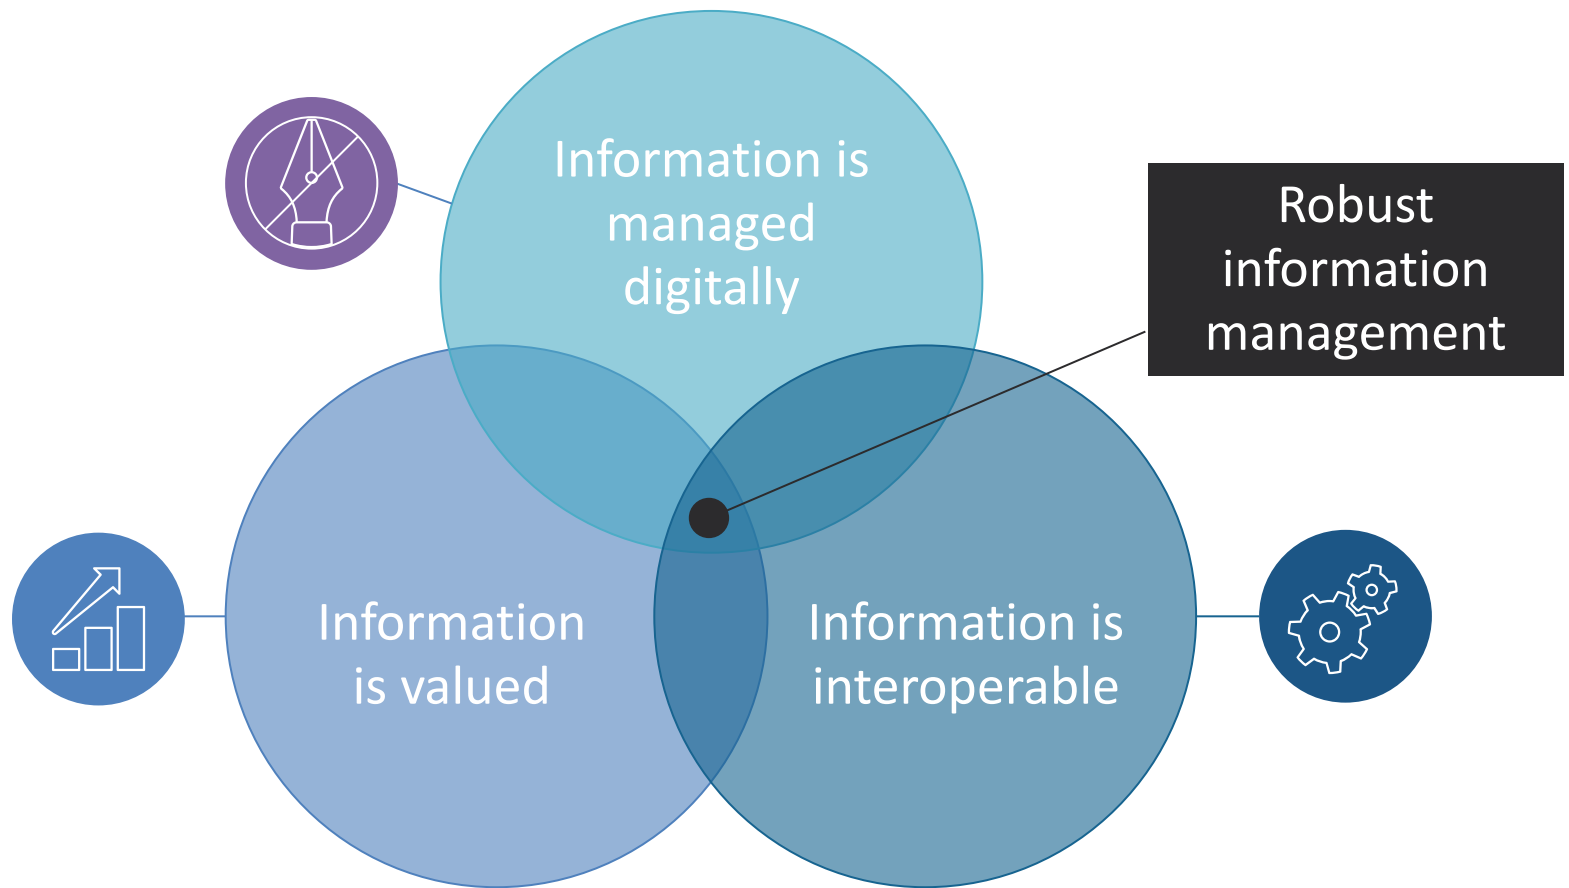 Information is
managed
digitally
Robust
information
management
Information
is valued
Information is
interoperable